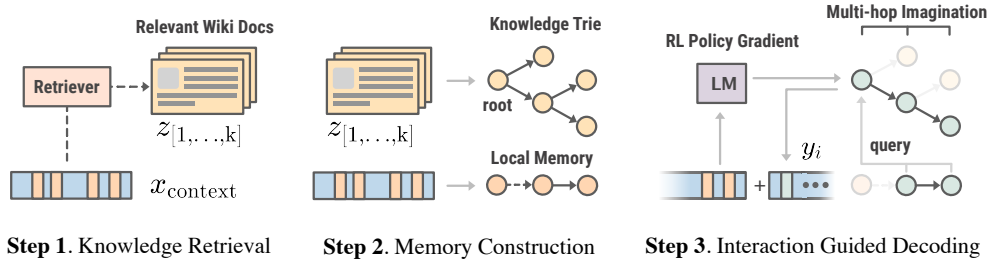 Relevant Wiki Docs
Retriever
z[1,...,k]
xcontext
Step 1. Knowledge Retrieval
Knowledge Trie
root
z[1,...,k]
Local Memory
Step 2. Memory Construction
Multi-hop Imagination
RL Policy Gradient
LM
yi
query
+
Step 3. Interaction Guided Decoding